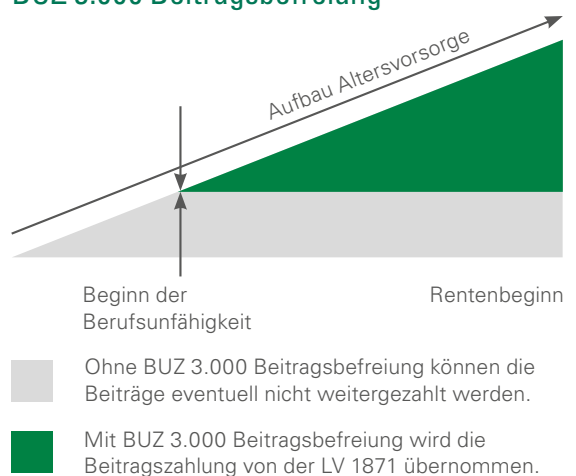 BUZ 3.000 Beitragsbefreiung
Aufbau Altersvorsorge
Beginn der
Berufsunfähigkeit
Rentenbeginn
Ohne BUZ 3.000 Beitragsbefreiung können die
Beiträge eventuell nicht weitergezahlt werden.
Mit BUZ 3.000 Beitragsbefreiung wird die
Beitragszahlung von der LV 1871 übernommen.